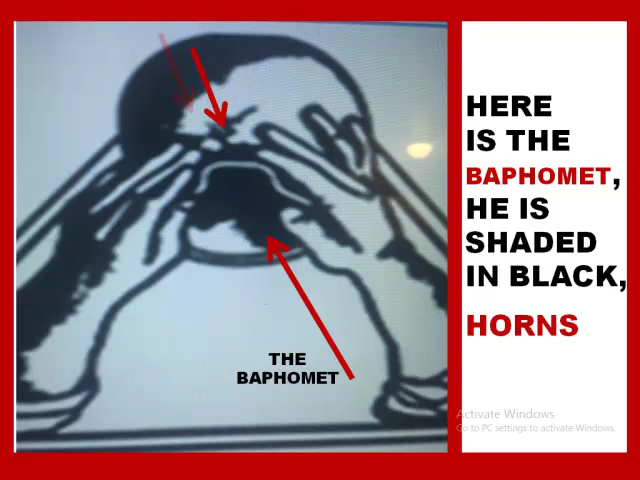 HERE
IS THE
BAPHOMET,
HE IS
SHADED
IN BLACK,
HORNS
THE
BAPHOMET
Activate Windows
Go to PC settings to activate Windows.